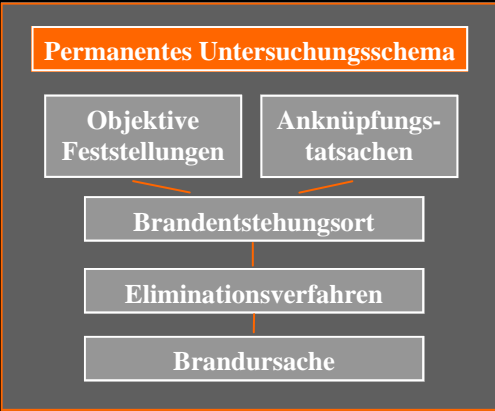 Permanentes Untersuchungsschema
Objektive
Feststellungen
Anknüpfungs-
tatsachen
Brandentstehungsort
Eliminationsverfahren
Brandursache